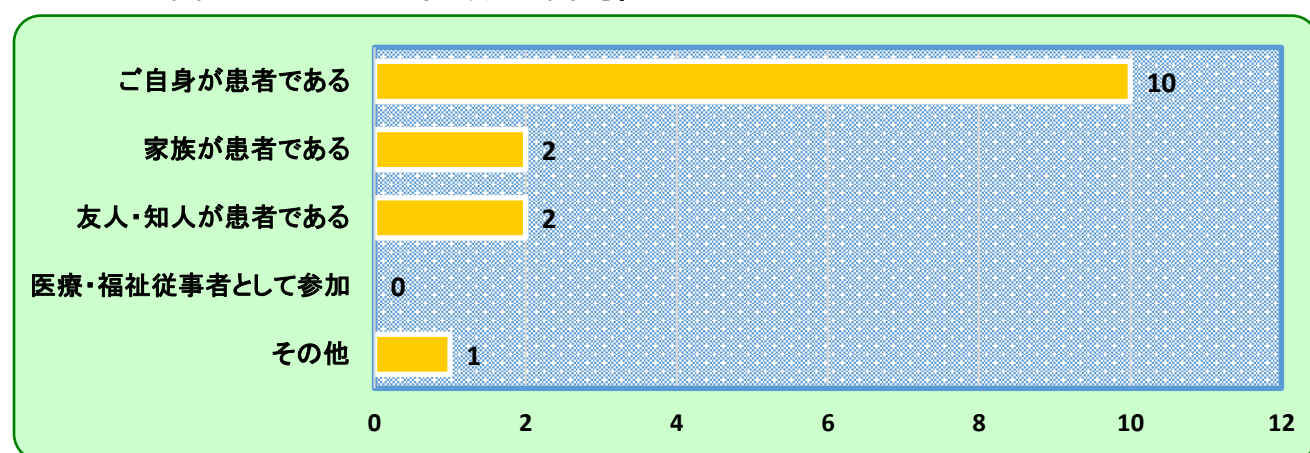 ご自身が患者である 10
家族が患者である 2
友人・知人が患者である 2
医療・福祉従事者として参加 0
その他 1
0 2 4 6 8 10 12